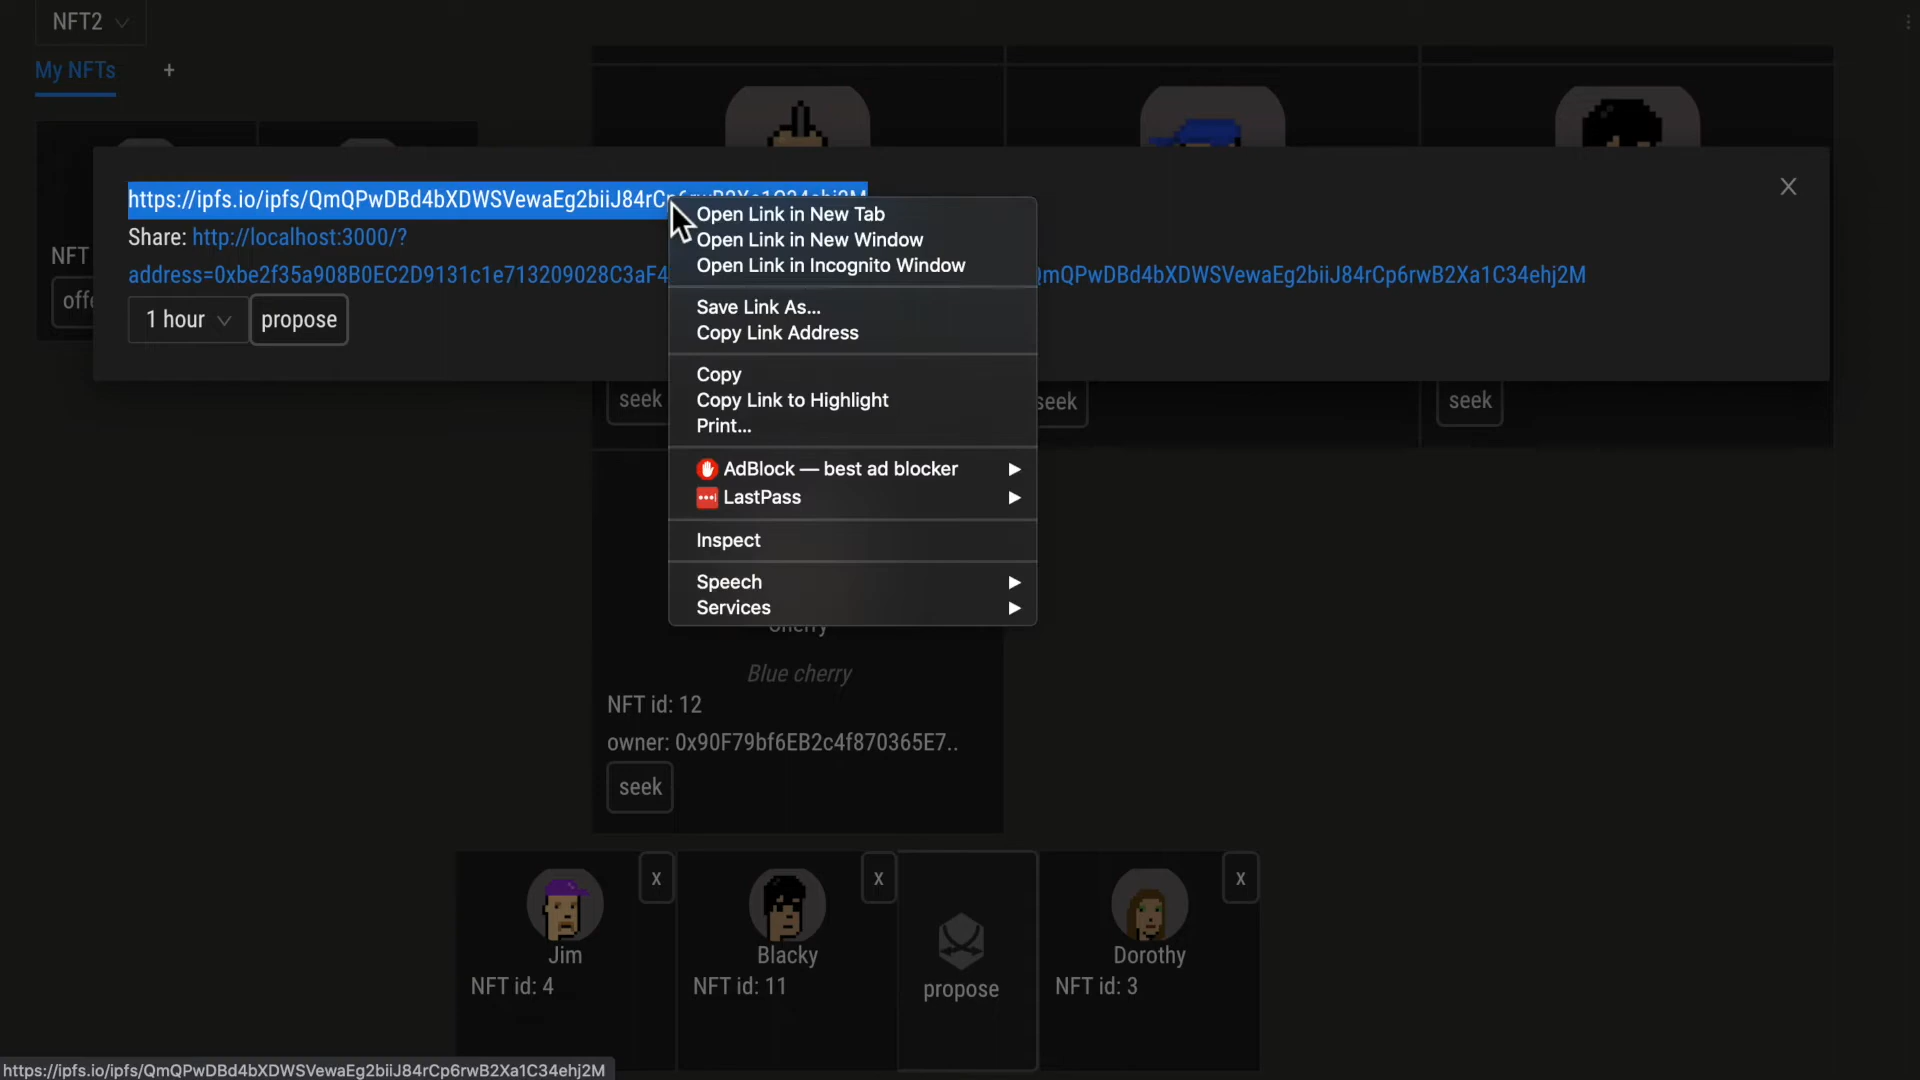 NFT2
My NFTs +
https://ipfs.io/ipfs/QmQPwDBd4bXDWSVewaEg2biiJ84rCp6rwB2Xa1C34ehj2M
Share: http://localhost:3000/?
address=0xbe2f35a908B0EC2D9131c1e713209028C3aF4 QmQPwDBd4bXDWSVewaEg2biiJ84rCp6rwB2Xa1C34ehj2M
1 hour propose
X
NFT
Open Link in New Tab
Open Link in New Window
Open Link in Incognito Window
Save Link As...
Copy Link Address
Copy
Copy Link to Highlight
Print...
AdBlock — best ad blocker
LastPass
Inspect
Speech
Services
seek
seek
seek
Cherry
Blue cherry
NFT id: 12
owner: 0x90F79bf6EB2c4f870365E7..
seek
Jim
NFT id: 4
x
Blacky
NFT id: 11
x
propose
Dorothy
NFT id: 3
x
https://ipfs.io/ipfs/QmQPwDBd4bXDWSVewaEg2biiJ84rCp6rwB2Xa1C34ehj2M